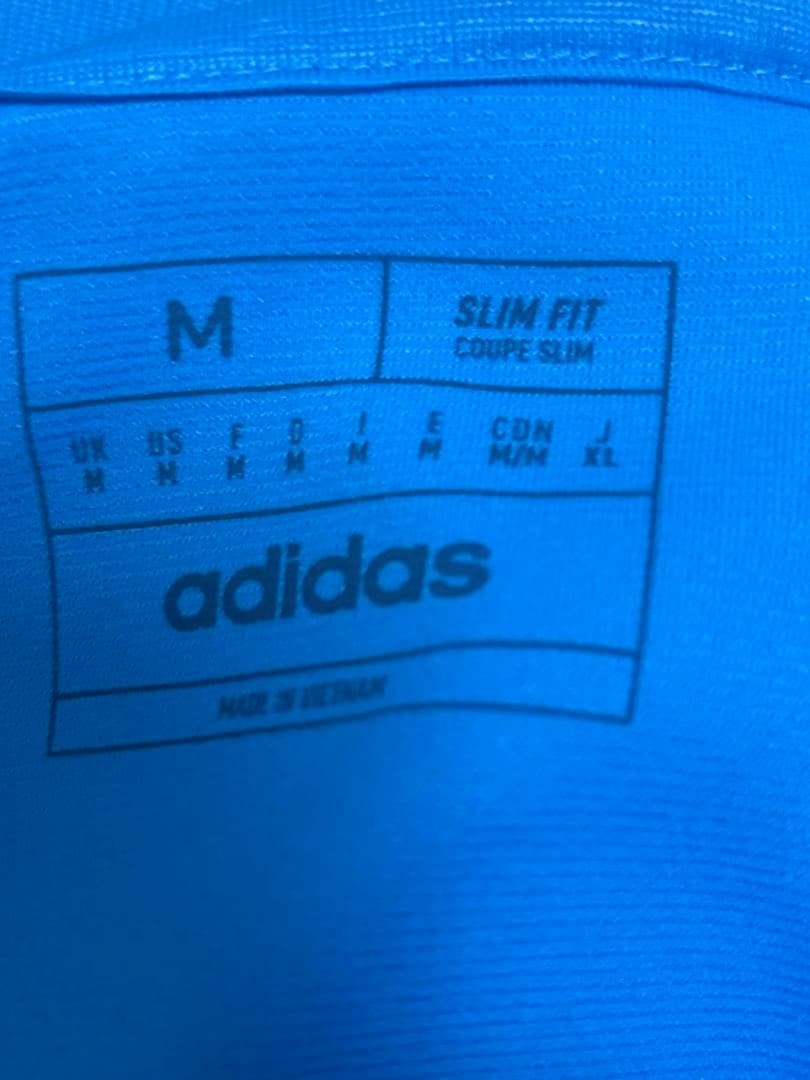 M
SLIM FIT
COUPE SLIM
UK US F D I E CDN J
M M M M M M M/M XL
adidas
MADE IN VIETNAM